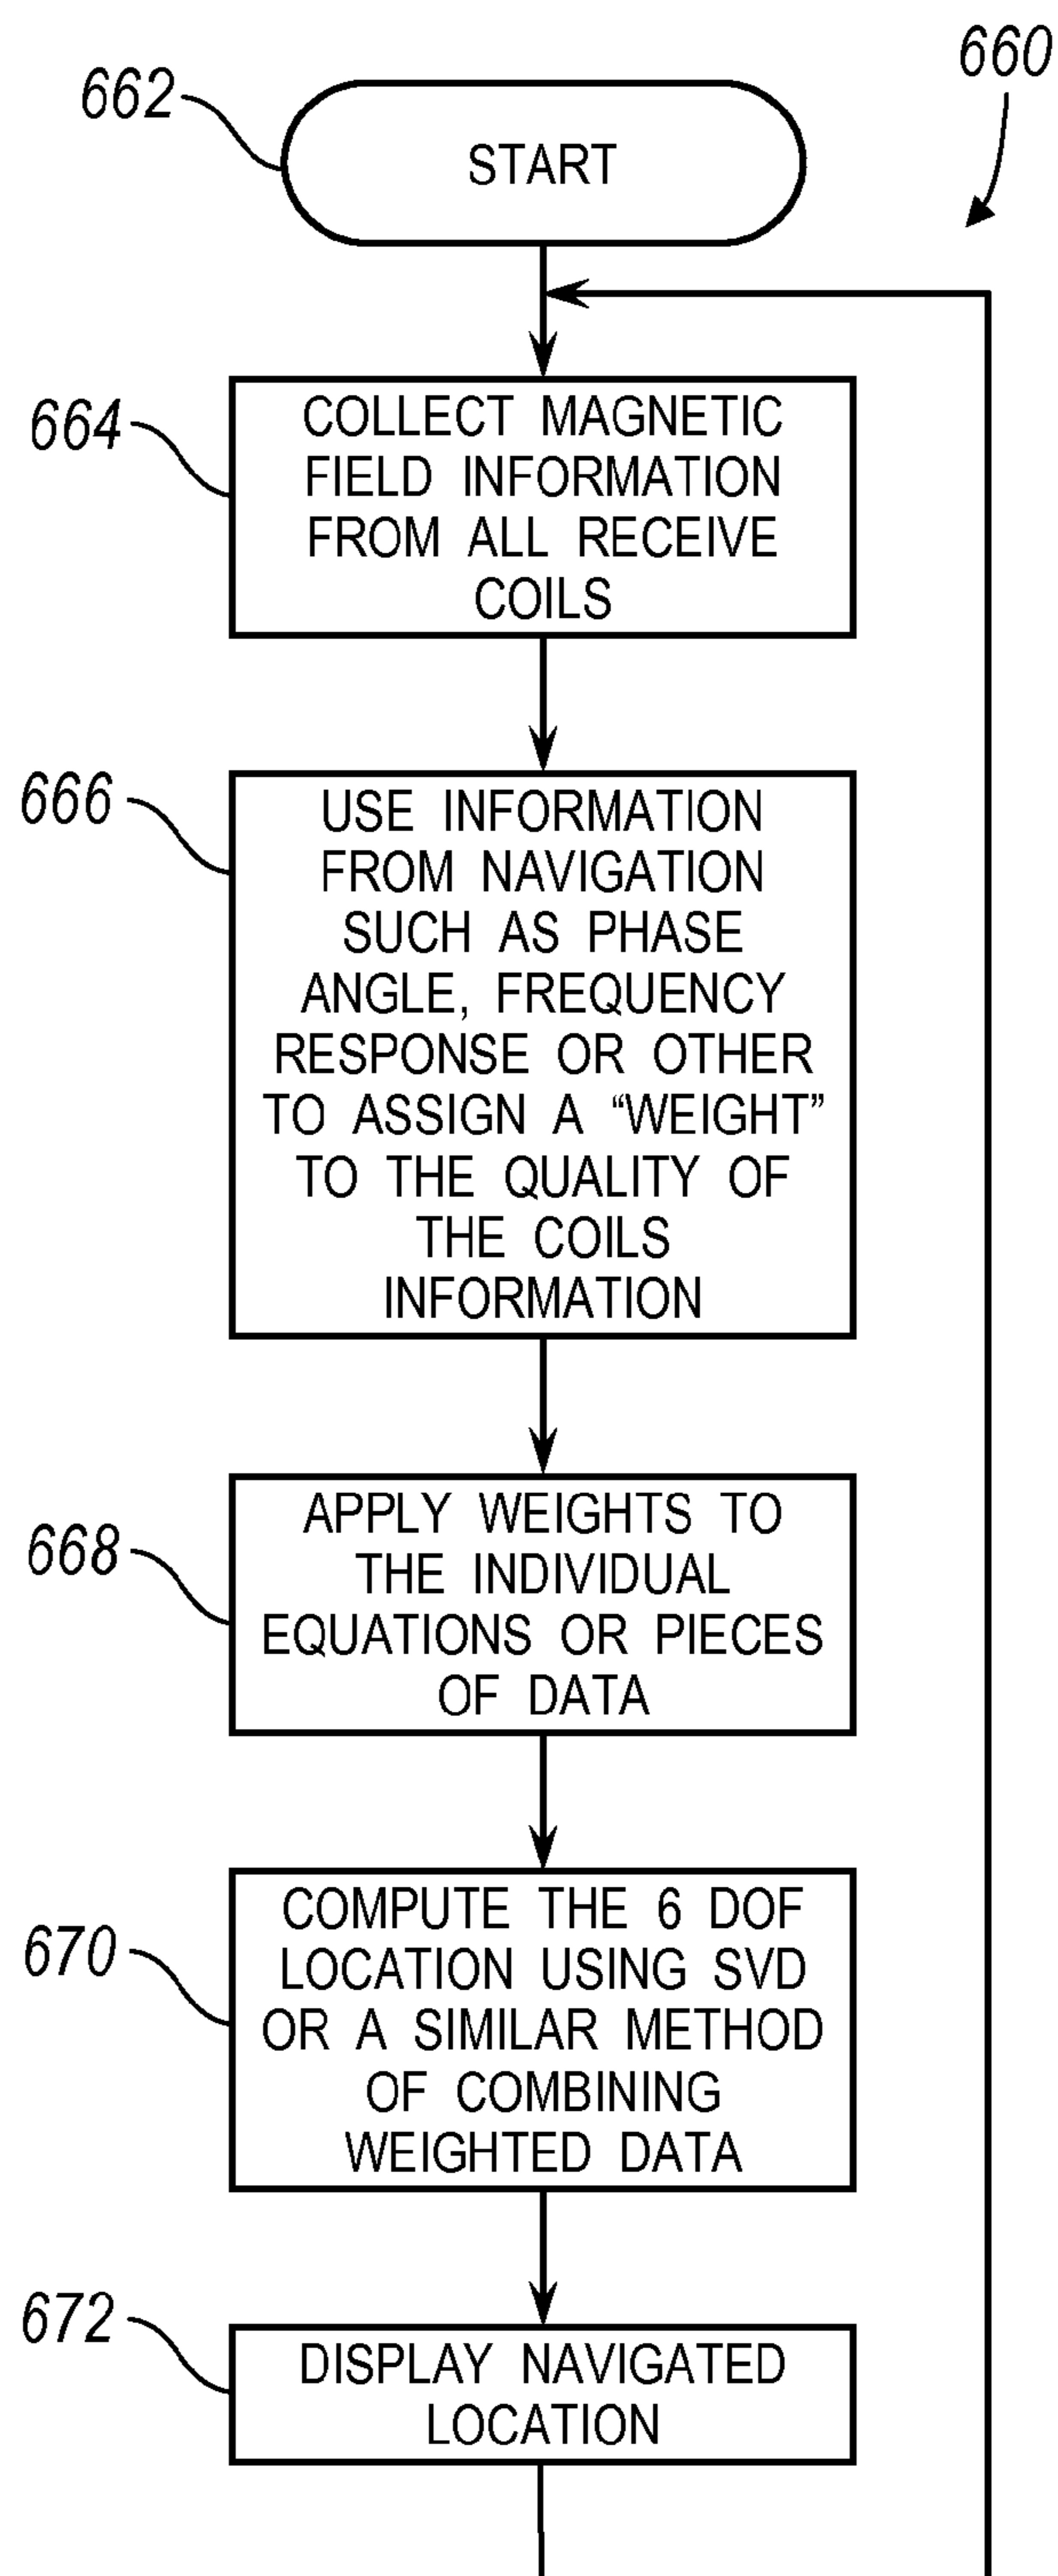 660
662
START
664
COLLECT MAGNETIC
FIELD INFORMATION
FROM ALL RECEIVE
COILS
666
USE INFORMATION
FROM NAVIGATION
SUCH AS PHASE
ANGLE, FREQUENCY
RESPONSE OR OTHER
TO ASSIGN A “WEIGHT”
TO THE QUALITY OF
THE COILS
INFORMATION
668
APPLY WEIGHTS TO
THE INDIVIDUAL
EQUATIONS OR PIECES
OF DATA
670
COMPUTE THE 6 DOF
LOCATION USING SVD
OR A SIMILAR METHOD
OF COMBINING
WEIGHTED DATA
672
DISPLAY NAVIGATED
LOCATION